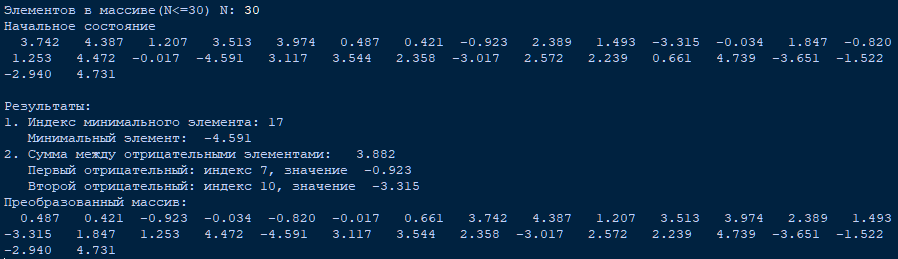 Элементов в массиве(N<=30) N: 30
Начальное состояние
3.742 4.387 1.207 3.513 3.974 0.487 0.421 -0.923 2.389 1.493 -3.315 -0.034 1.847 -0.820
1.253 4.472 -0.017 -4.591 3.117 3.544 2.358 -3.017 2.572 2.239 0.661 4.739 -3.651 -1.522
-2.940 4.731
Результаты:
1. Индекс минимального элемента: 17
Минимальный элемент: -4.591
2. Сумма между отрицательными элементами: 3.882
Первый отрицательный: индекс 7, значение -0.923
Второй отрицательный: индекс 10, значение -3.315
Преобразованный массив:
0.487 0.421 -0.923 -0.034 -0.820 -0.017 0.661 3.742 4.387 1.207 3.513 3.974 2.389 1.493
-3.315 1.847 1.253 4.472 -4.591 3.117 3.544 2.358 -3.017 2.572 2.239 4.739 -3.651 -1.522
-2.940 4.731